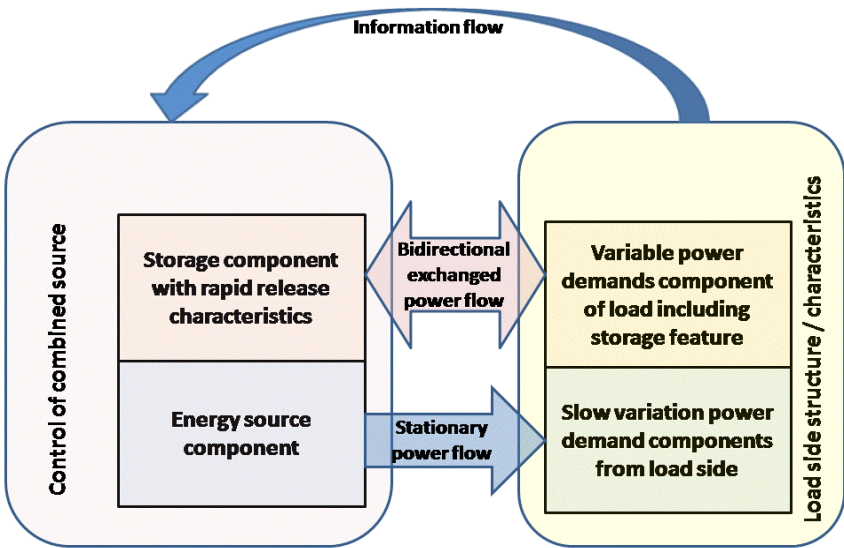 Information flow
Control of combined source
Storage component
with rapid release
characteristics
Energy source
component
Bidirectional
exchanged
power flow
Stationary
power flow
Variable power
demands component
of load including
storage feature
Slow variation power
demand components
from load side
Load side structure / characteristics